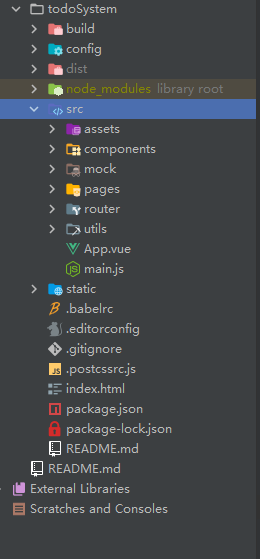 todoSystem
build
config
dist
node_modules library root
src
assets
components
mock
pages
router
utils
App.vue
main.js
static
.babelrc
.editorconfig
.gitignore
.postcssrc.js
index.html
package.json
package-lock.json
README.md
README.md
External Libraries
Scratches and Consoles